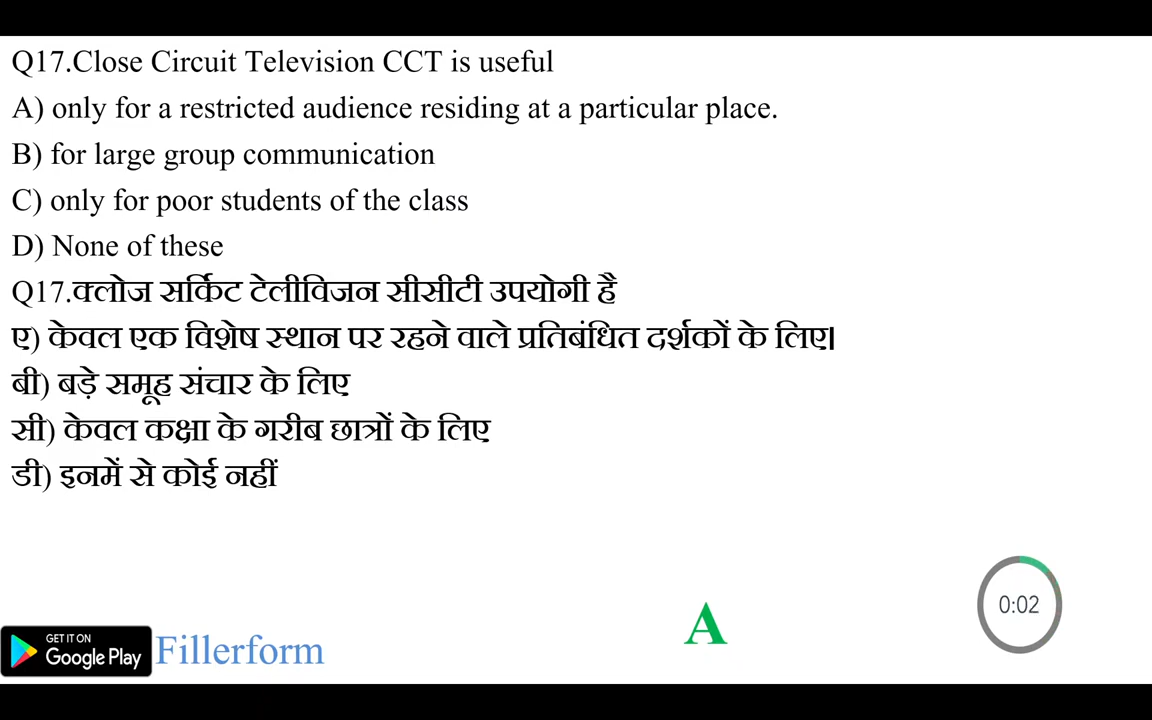 Q17.Close Circuit Television CCT is useful
A) only for a restricted audience residing at a particular place.
B) for large group communication
C) only for poor students of the class
D) None of these
Q17.क्लोज सर्किट टेलीविजन सीसीटी उपयोगी है
ए) केवल एक विशेष स्थान पर रहने वाले प्रतिबंधित दर्शकों के लिए।
बी) बड़े समूह संचार के लिए
सी) केवल कक्षा के गरीब छात्रों के लिए
डी) इनमें से कोई नहीं
0:02
A
GET IT ON
Google Play
Fillerform